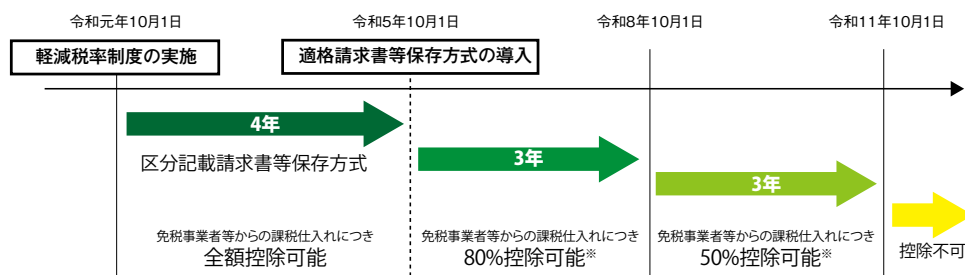 令和元年10月1日 令和5年10月1日 令和8年10月1日 令和11年10月1日
軽減税率制度の実施 適格請求書等保存方式の導入
4年
区分記載請求書等保存方式
3年
3年
免税事業者等からの課税仕入れにつき
全額控除可能
免税事業者等からの課税仕入れにつき
80%控除可能※
免税事業者等からの課税仕入れにつき
50%控除可能※
控除不可